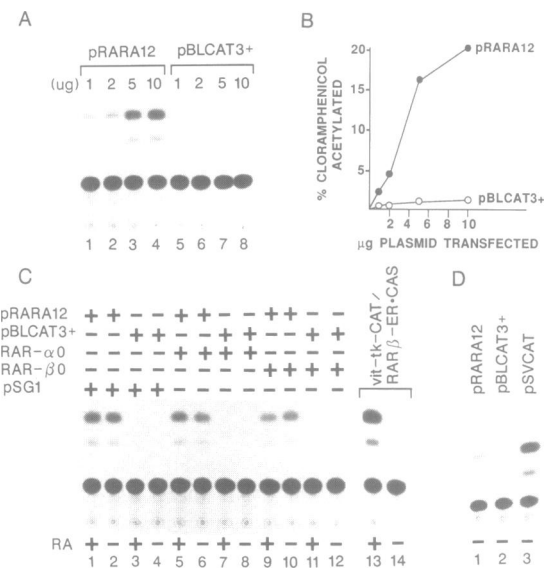 A
pRARA12 pBLCAT3+
(ug) 1 2 5 10 1 2 5 10
1 2 3 4 5 6 7 8
B
% CLORAMPHENICOL
ACETYLATED
20
15
10
5
pRARA12
pBLCAT3+
2 4 6 8 10
µg PLASMID TRANSFECTED
C
pRARA12 + + - - + + - - + + - -
pBLCAT3+ - - + + - - + + - - + +
RAR-α0 - - - - + + + + - - - -
RAR-β0 - - - - - - - - + + + +
pSG1 + + + + - - - - - - - -
vit-tk-CAT/
RARβ-ER•CAS
RA + - + - + - + - + - + - + -
1 2 3 4 5 6 7 8 9 10 11 12 13 14
D
pRARA12
pBLCAT3+
pSVCAT
1 2 3